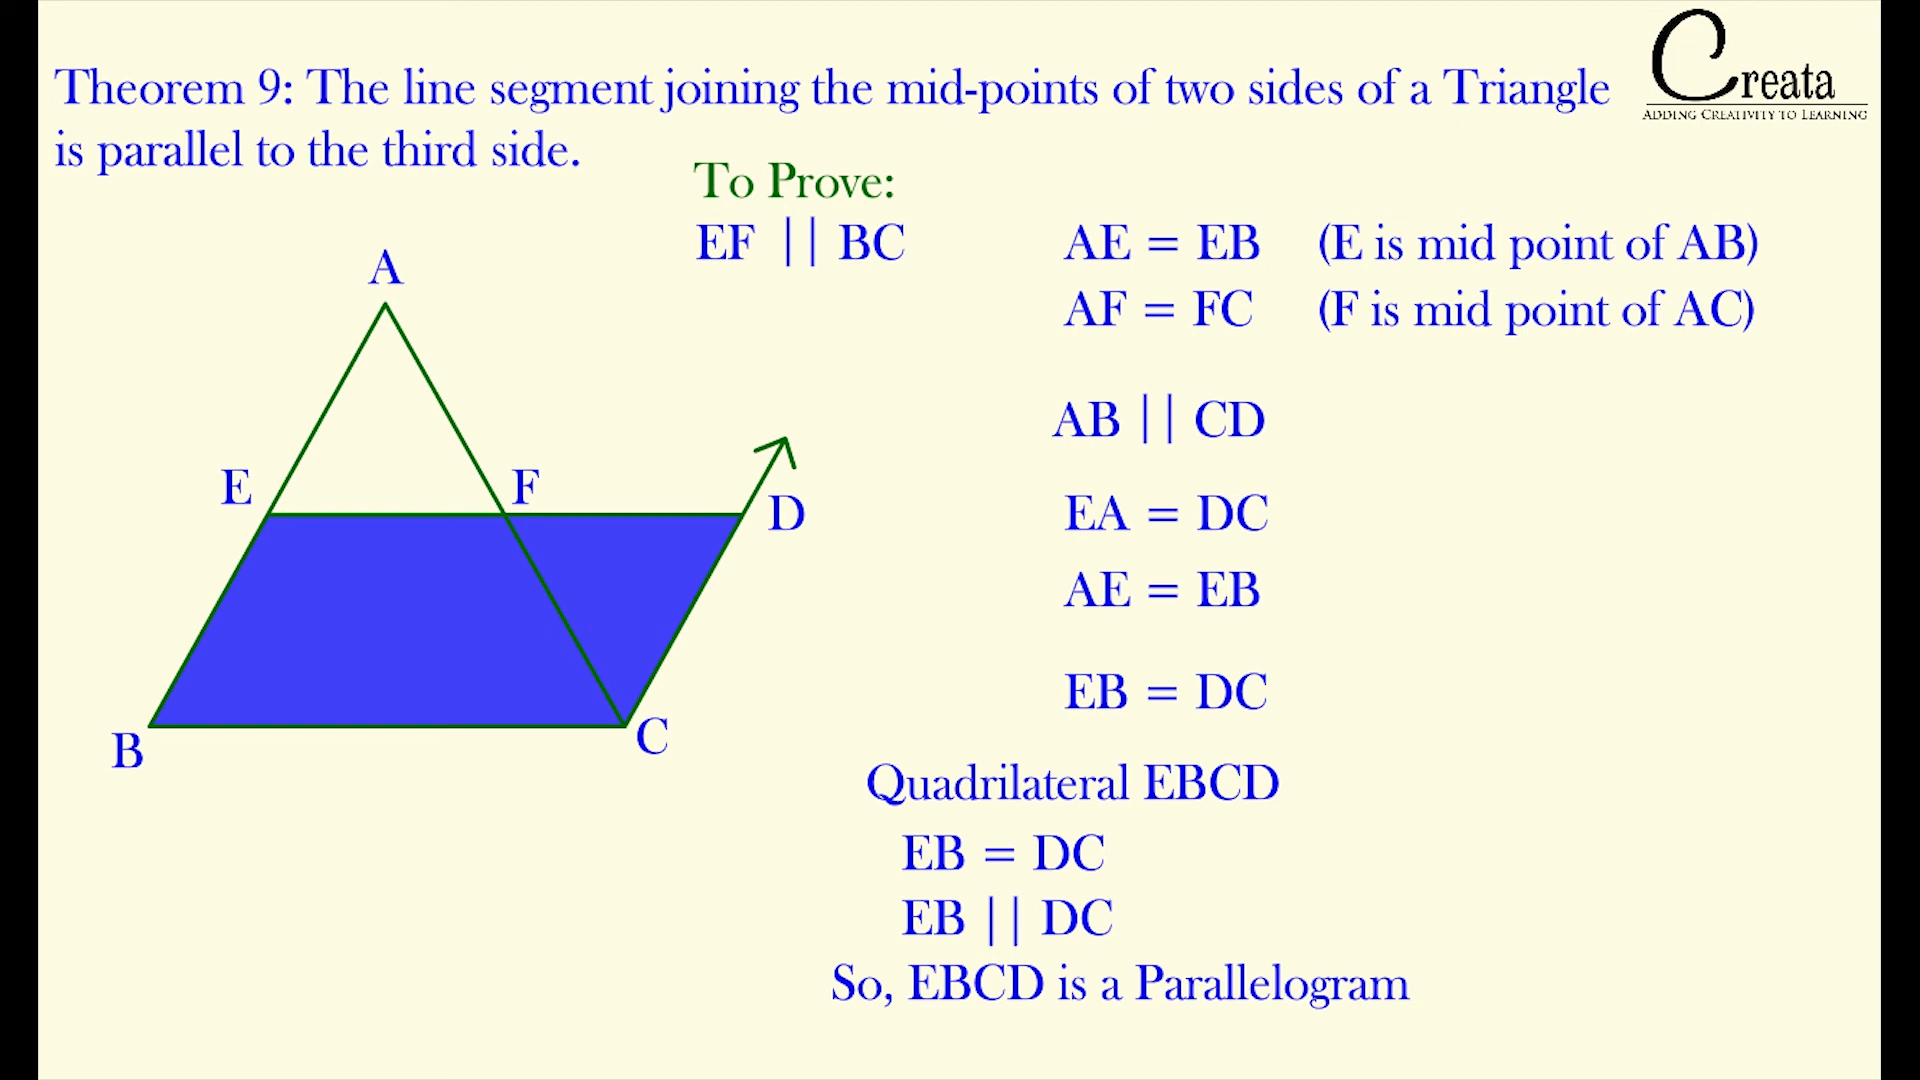 Theorem 9: The line segment joining the mid-points of two sides of a Triangle
is parallel to the third side.
Creata
ADDING CREATIVITY TO LEARNING
To Prove:
EF || BC
AE = EB (E is mid point of AB)
AF = FC (F is mid point of AC)
AB || CD
EA = DC
AE = EB
EB = DC
Quadrilateral EBCD
EB = DC
EB || DC
So, EBCD is a Parallelogram
A
E
F
D
B
C